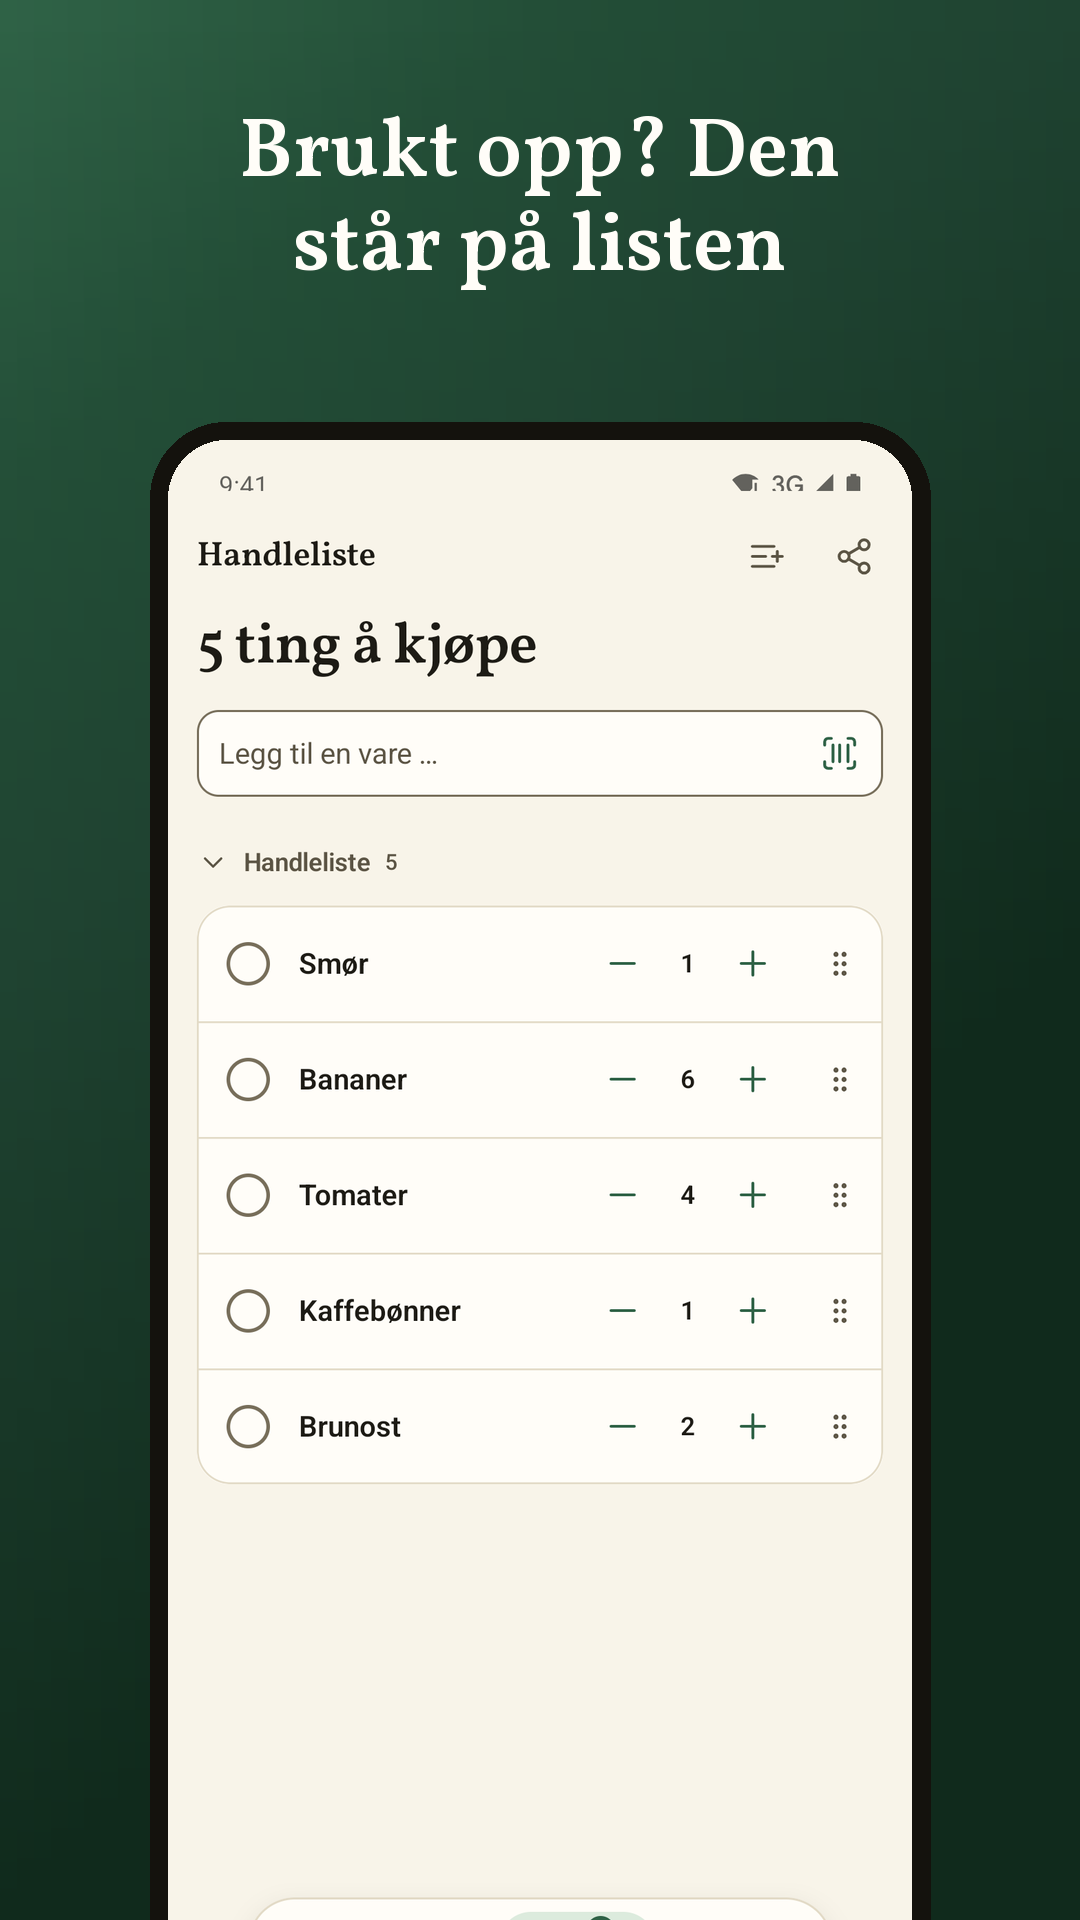 Brukt opp? Den
står på listen
9:41 3G
Handleliste
5 ting å kjøpe
Legg til en vare …
Handleliste 5
Smør 1
Bananer 6
Tomater 4
Kaffebønner 1
Brunost 2